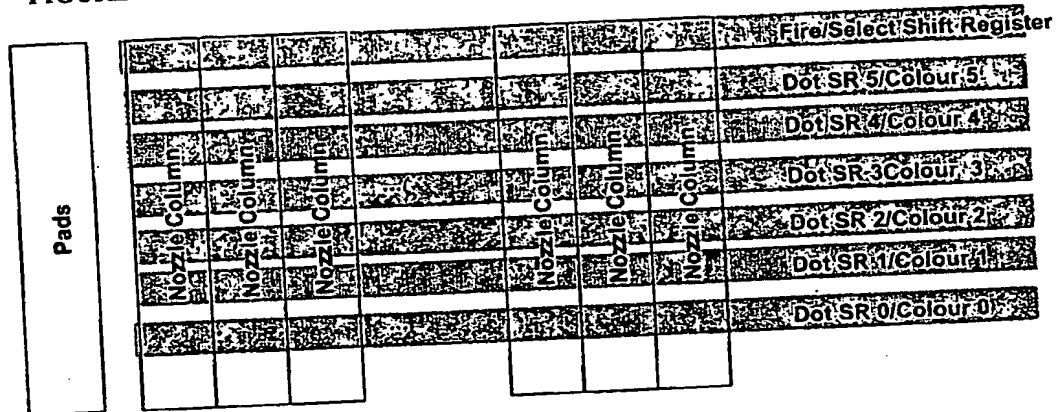 Fire/Select Shift Register
Dot SR 5/Colour 5
Dot SR 4/Colour 4
Dot SR 3Colour 3
Dot SR 2/Colour 2
Dot SR 1/Colour 1
Dot SR 0/Colour 0
Pads
Nozzle Column
Nozzle Column
Nozzle Column
Nozzle Column
Nozzle Column
Nozzle Column